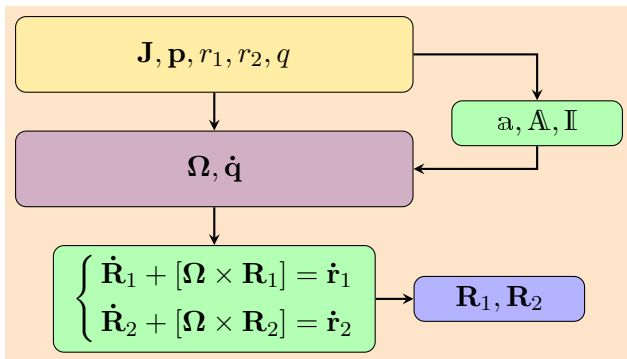 𝐉, 𝐩, r₁, r₂, q
𝕒, 𝔸, 𝕀
𝛀, 𝐪̇
𝐑̇₁ + [𝛀 × 𝐑₁] = 𝐫̇₁
𝐑̇₂ + [𝛀 × 𝐑₂] = 𝐫̇₂
𝐑₁, 𝐑₂